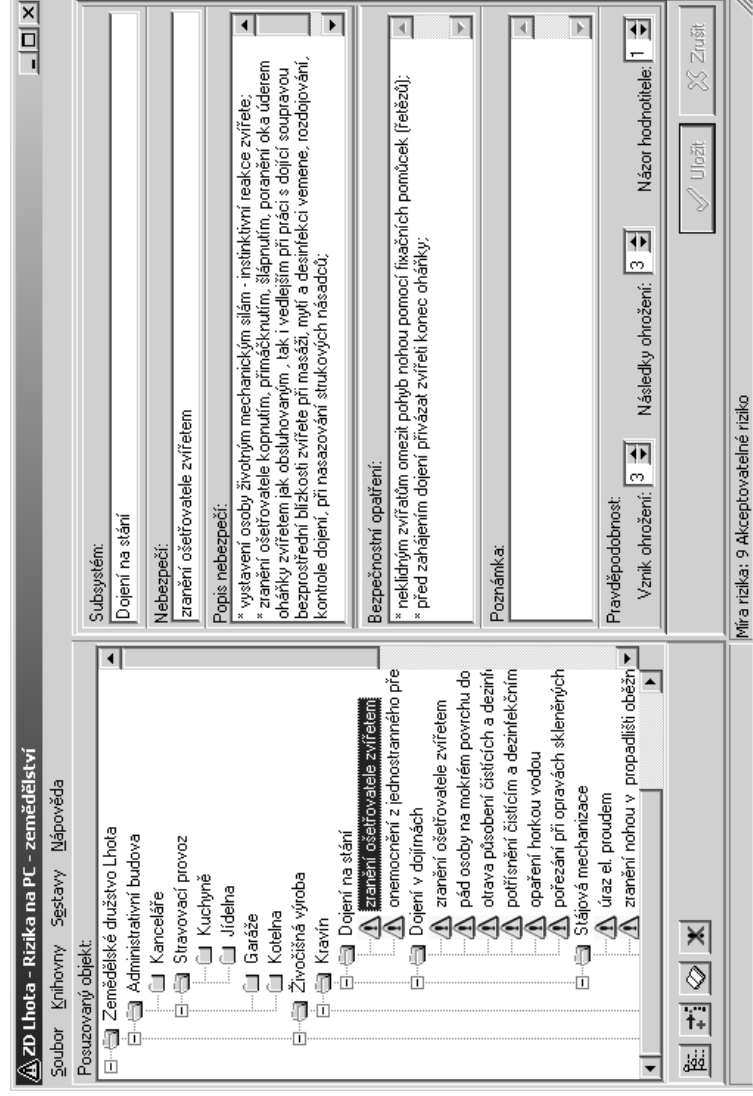 ZD Lhota - Rizika na PC - zemědělství
Soubor Knihovny Sestavy Nápověda
Posuzovaný objekt:
Zemědělské družstvo Lhota
Administrativní budova
Kanceláře
Stravovací provoz
Kuchyně
Jídelna
Garáže
Kotelna
Živočišná výroba
Kravín
Dojení na stání
zranění ošetřovatele zvířetem
onemocnění z jednostranného pře
Dojení v dojírnách
zranění ošetřovatele zvířetem
pád osoby na mokrém povrchu do
otrava působení čistících a dezinf
potřísnění čistícím a dezinfekčním
opaření horkou vodou
pořezání při opravách skleněných
Stájová mechanizace
úraz el. proudem
zranění nohou v propadlišti oběžn
Subsystém:
Dojení na stání
Nebezpečí:
zranění ošetřovatele zvířetem
Popis nebezpečí:
* vystavení osoby životným mechanickým silám - instinktivní reakce zvířete;
* zranění ošetřovatele kopnutím, přimáčknutím, šlápnutím, poranění oka úderem
oháňky zvířetem jak obsluhovaným , tak i vedlejším při práci s dojící soupravou
bezprostřední blízkosti zvířete při masáži, mytí a desinfekci vemene, rozdojování,
kontrole dojení, při nasazování strukových násadců;
Bezpečnostní opatření:
* neklidným zvířatům omezit pohyb nohou pomocí fixačních pomůcek (řetězů);
* před zahájením dojení přivázat zvířeti konec oháňky;
Poznámka:
Pravděpodobnost:
Vznik ohrožení: 3 Následky ohrožení: 3 Názor hodnotitele: 1
Uložit Zrušit
Míra rizika: 9 Akceptovatelné riziko